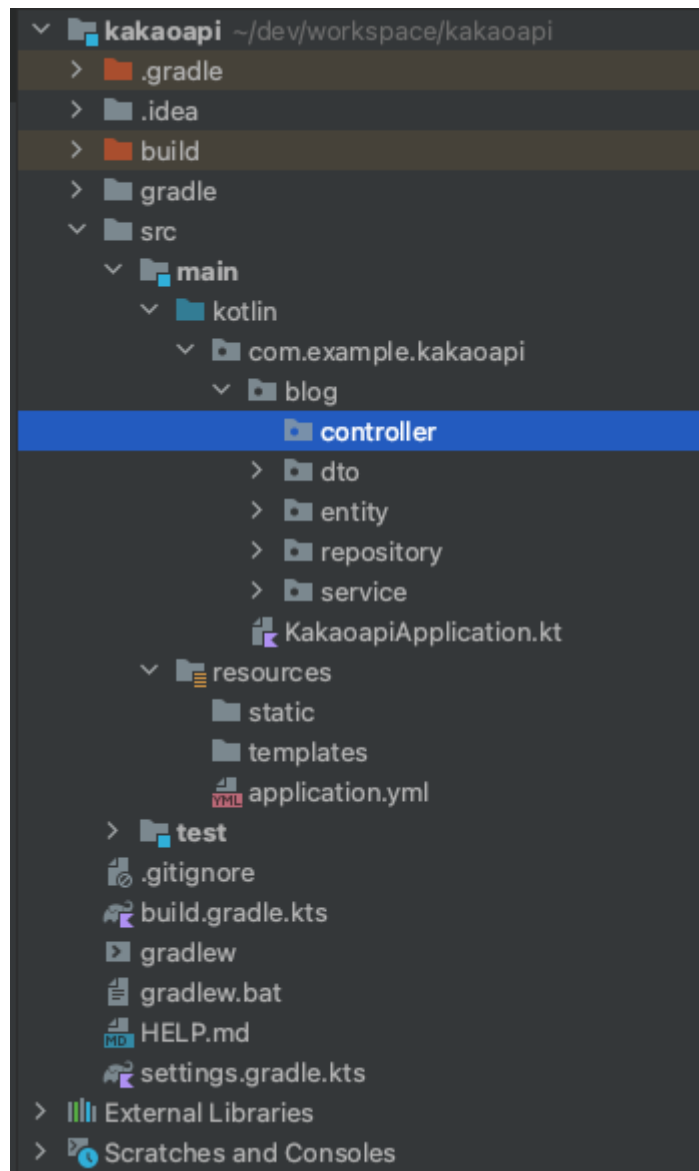 kakaoapi ~/dev/workspace/kakaoapi
.gradle
.idea
build
gradle
src
main
kotlin
com.example.kakaoapi
blog
controller
dto
entity
repository
service
KakaoapiApplication.kt
resources
static
templates
YML application.yml
test
.gitignore
build.gradle.kts
gradlew
gradlew.bat
MD HELP.md
settings.gradle.kts
External Libraries
Scratches and Consoles